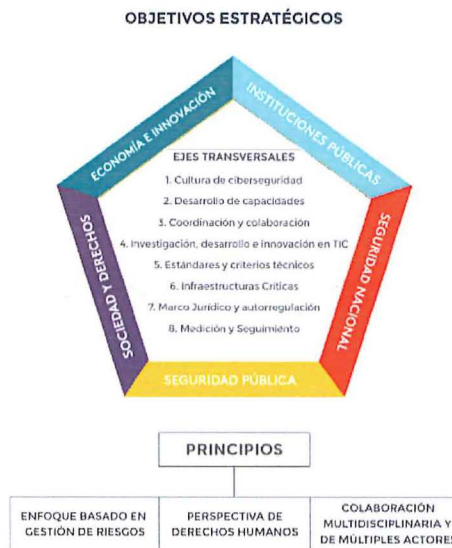 OBJETIVOS ESTRATÉGICOS
ECONOMÍA E INNOVACIÓN
INSTITUCIONES PÚBLICAS
SOCIEDAD Y DERECHOS
SEGURIDAD NACIONAL
SEGURIDAD PÚBLICA
EJES TRANSVERSALES
1. Cultura de ciberseguridad
2. Desarrollo de capacidades
3. Coordinación y colaboración
4. Investigación, desarrollo e innovación en TIC
5. Estándares y criterios técnicos
6. Infraestructuras Críticas
7. Marco Jurídico y autorregulación
8. Medición y Seguimiento
PRINCIPIOS
ENFOQUE BASADO EN
GESTIÓN DE RIESGOS
PERSPECTIVA DE
DERECHOS HUMANOS
COLABORACIÓN
MULTIDISCIPLINARIA Y
DE MÚLTIPLES ACTORES